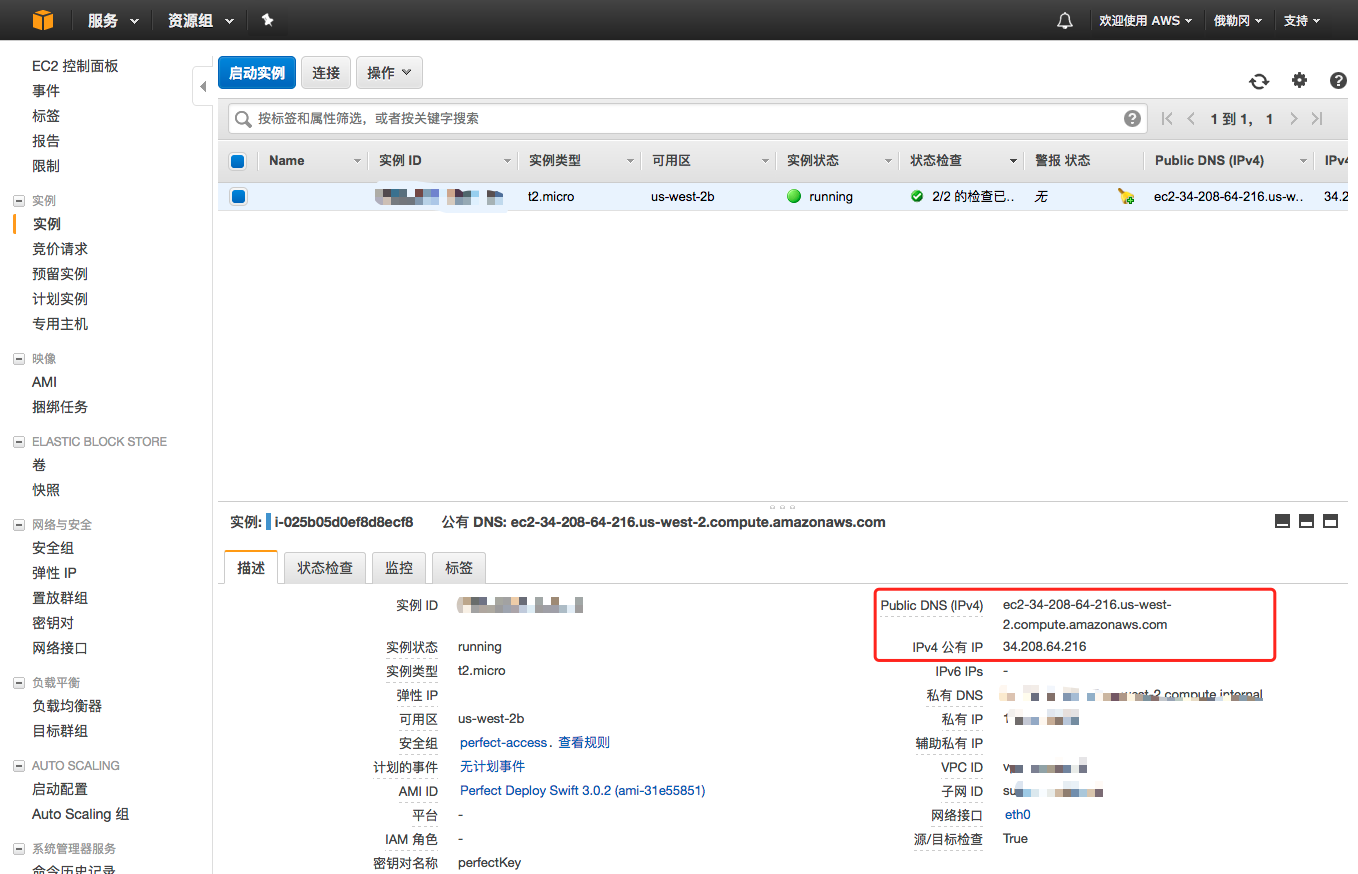 服务 资源组 欢迎使用 AWS 俄勒冈 支持
EC2 控制面板
事件
标签
报告
限制
实例
实例
竞价请求
预留实例
计划实例
专用主机
映像
AMI
捆绑任务
ELASTIC BLOCK STORE
卷
快照
网络与安全
安全组
弹性 IP
置放群组
密钥对
网络接口
负载平衡
负载均衡器
目标群组
AUTO SCALING
启动配置
Auto Scaling 组
系统管理器服务
命令历史记录
启动实例 连接 操作
按标签和属性筛选，或者按关键字搜索 1 到 1， 1
Name 实例 ID 实例类型 可用区 实例状态 状态检查 警报 状态 Public DNS (IPv4) IPv4
t2.micro us-west-2b running 2/2 的检查已.. 无 ec2-34-208-64-216.us-w.. 34.2
实例: i-025b05d0ef8d8ecf8 公有 DNS: ec2-34-208-64-216.us-west-2.compute.amazonaws.com
描述 状态检查 监控 标签
实例 ID
实例状态 running
实例类型 t2.micro
弹性 IP
可用区 us-west-2b
安全组 perfect-access. 查看规则
计划的事件 无计划事件
AMI ID Perfect Deploy Swift 3.0.2 (ami-31e55851)
平台 -
IAM 角色 -
密钥对名称 perfectKey
Public DNS (IPv4) ec2-34-208-64-216.us-west-
2.compute.amazonaws.com
IPv4 公有 IP 34.208.64.216
IPv6 IPs -
私有 DNS
私有 IP
辅助私有 IP
VPC ID
子网 ID
网络接口 eth0
源/目标检查 True